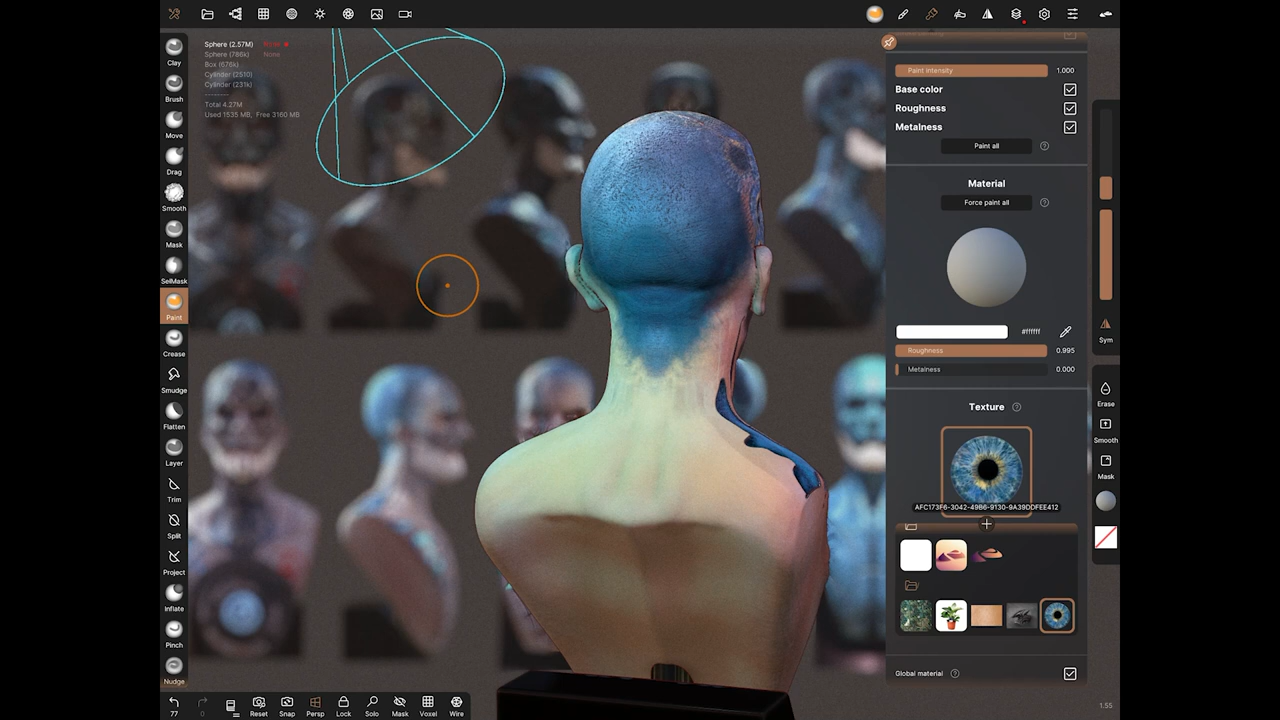 Sphere (2.57M)
Sphere (786k)
None
Box (676k)
Cylinder (2510)
Cylinder (231k)
--------
Total 4.27M
Used 1535 MB, Free 3160 MB
Clay
Brush
Move
Drag
Smooth
Mask
SelMask
Paint
Crease
Smudge
Flatten
Layer
Trim
Split
Project
Inflate
Pinch
Nudge
Paint intensity 1.000
Base color
Roughness
Metalness
Paint all ?
Material
Force paint all ?
#ffffff
Roughness 0.995
Metalness 0.000
Texture ?
AFC173F6-3042-49B6-9130-9A39DDFEE412
+
Global material ?
Sym
Erase
Smooth
Mask
1.55
77
0
Reset
Snap
Persp
Lock
Solo
Mask
Voxel
Wire